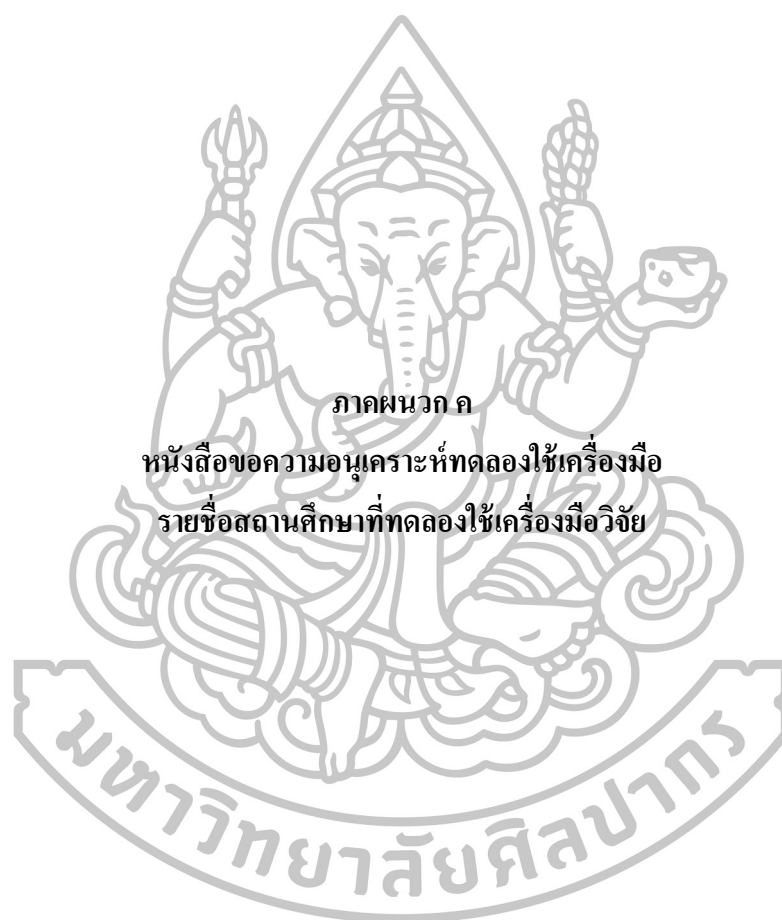 ภาคผนวก ค
หนังสือขอความอนุเคราะห์ทดลองใช้เครื่องมือ
รายชื่อสถานศึกษาที่ทดลองใช้เครื่องมือวิจัย
มหาวิทยาลัยศิลปากร